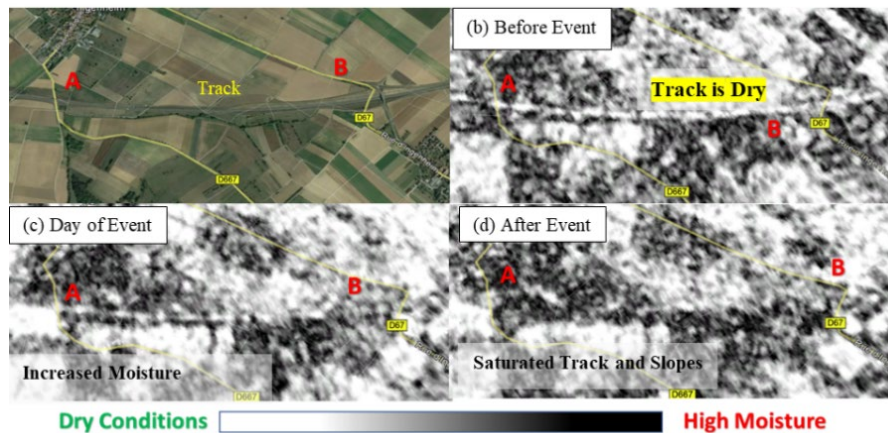 A
B
Track
D67
D667
(b) Before Event
A
Track is Dry
B
D67
D667
(c) Day of Event
A
B
D67
Increased Moisture
D667
(d) After Event
A
B
D67
Saturated Track and Slopes
D667
Dry Conditions
High Moisture